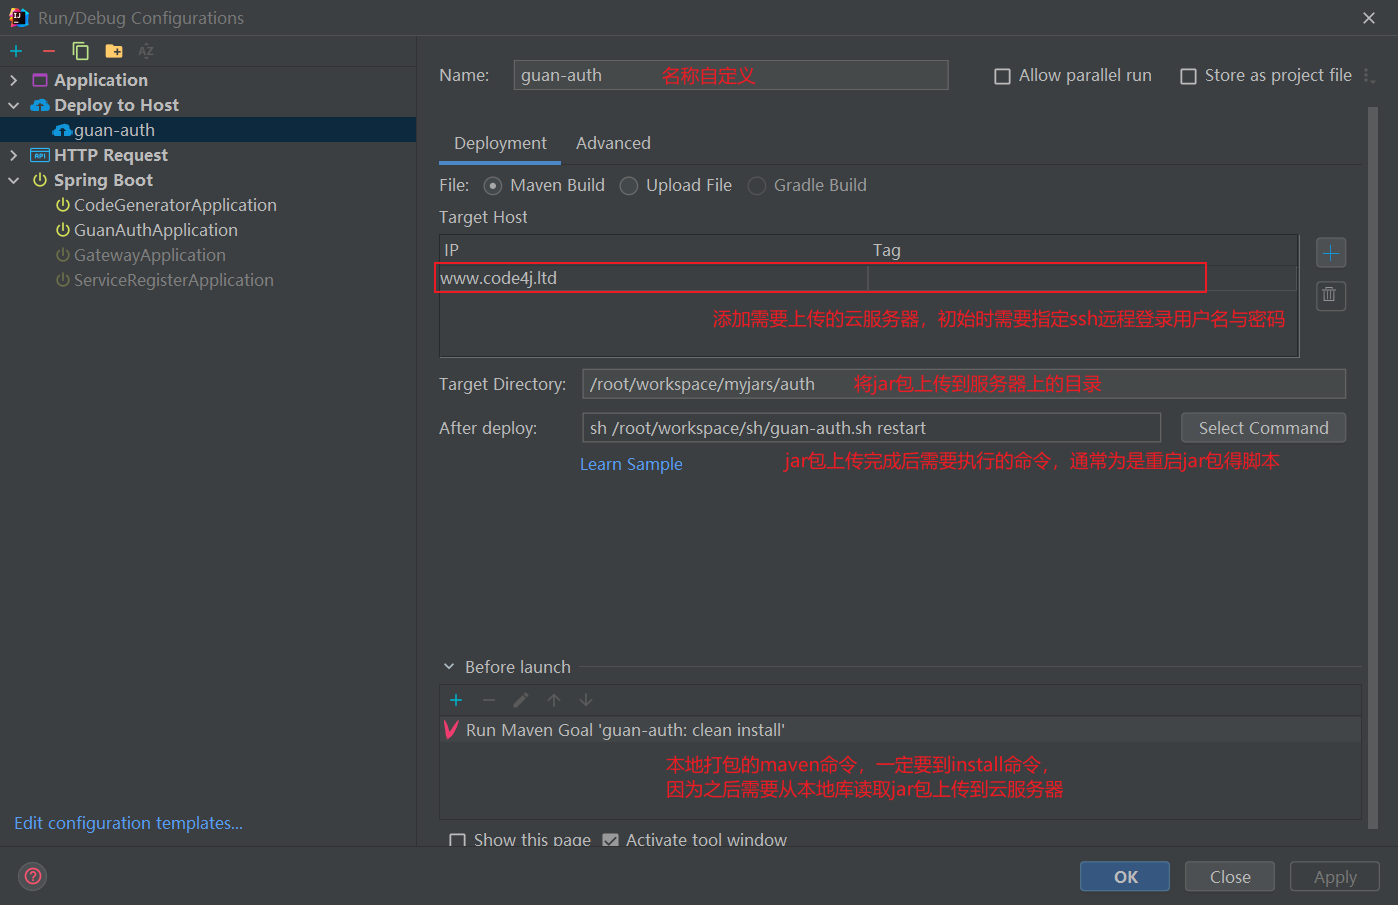 Run/Debug Configurations
Application
Deploy to Host
guan-auth
HTTP Request
Spring Boot
CodeGeneratorApplication
GuanAuthApplication
GatewayApplication
ServiceRegisterApplication
Edit configuration templates...
Name: guan-auth 名称自定义
Allow parallel run
Store as project file
Deployment Advanced
File: Maven Build Upload File Gradle Build
Target Host
IP Tag
www.code4j.ltd
添加需要上传的云服务器，初始时需要指定ssh远程登录用户名与密码
Target Directory: /root/workspace/myjars/auth 将jar包上传到服务器上的目录
After deploy: sh /root/workspace/sh/guan-auth.sh restart Select Command
Learn Sample
jar包上传完成后需要执行的命令，通常为是重启jar包得脚本
Before launch
Run Maven Goal 'guan-auth: clean install'
本地打包的maven命令，一定要到install命令，
因为之后需要从本地库读取jar包上传到云服务器
Show this page Activate tool window
OK Close Apply